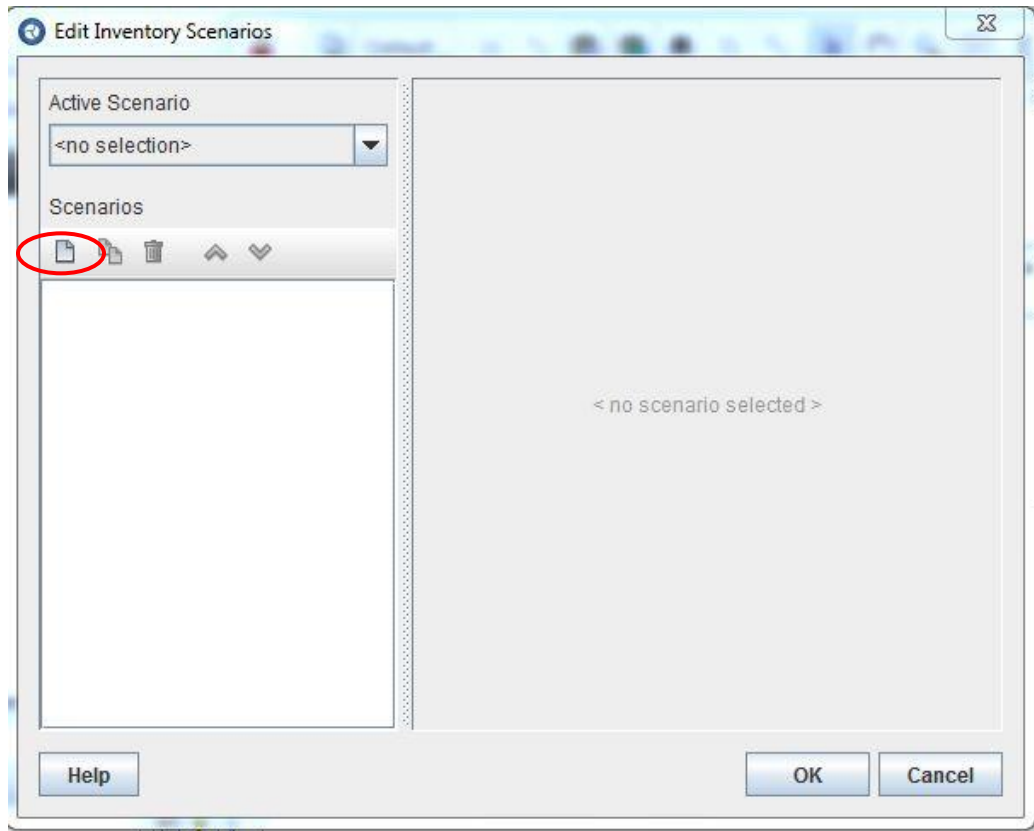 Edit Inventory Scenarios
Active Scenario
<no selection>
Scenarios
< no scenario selected >
Help
OK
Cancel